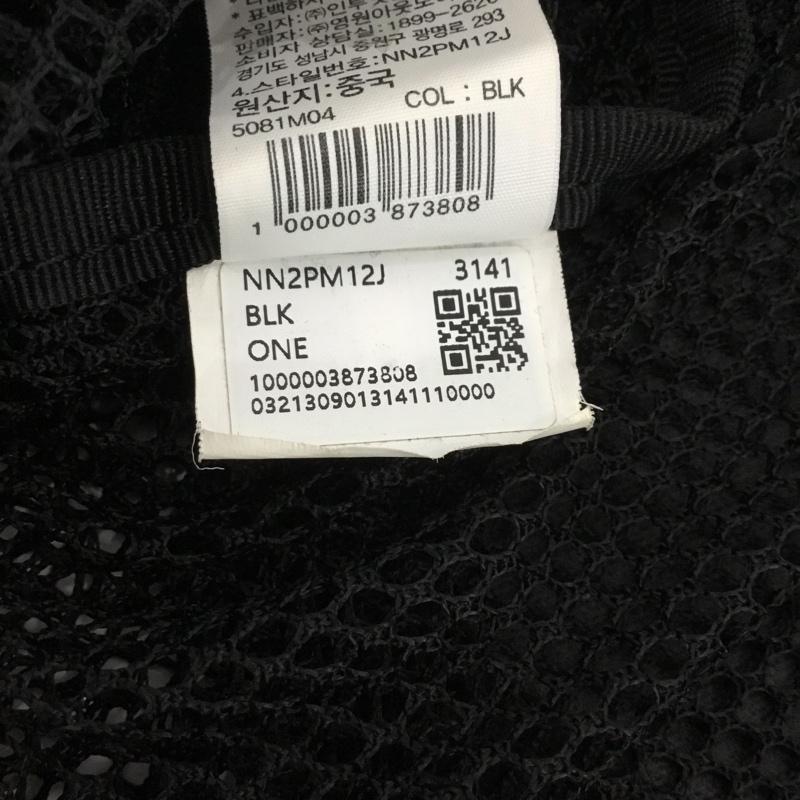 * 표백하지
수입자:(주)인투
판매자:(주)영원아웃도어
소비자 상담실:1899-2620
경기도 성남시 중원구 광명로 293
4.스타일번호:NN2PM12J
원산지:중국
5081M04 COL : BLK
1 000003 873808
NN2PM12J 3141
BLK
ONE
1000003873808
0321309013141110000